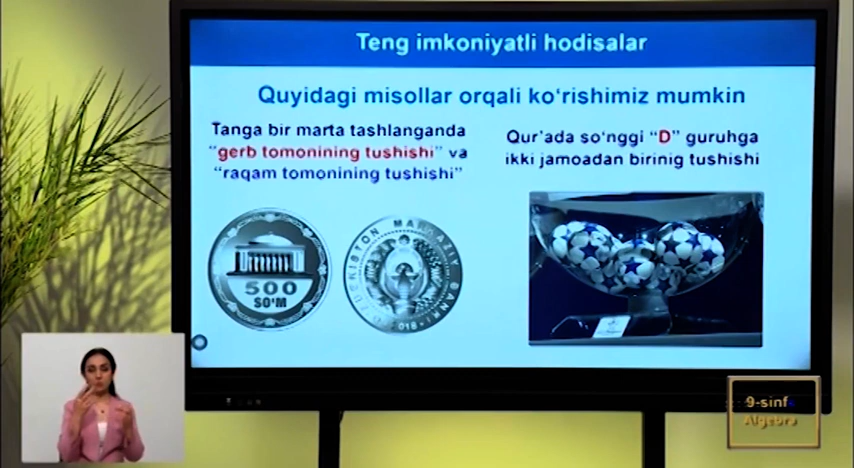 Teng imkoniyatli hodisalar
Quyidagi misollar orqali ko‘rishimiz mumkin
Tanga bir marta tashlanganda
“gerb tomonining tushishi” va
“raqam tomonining tushishi”
Qur’ada so‘nggi “D” guruhga
ikki jamoadan birinig tushishi
500
SO‘M
2018
9-sinf
Algebra